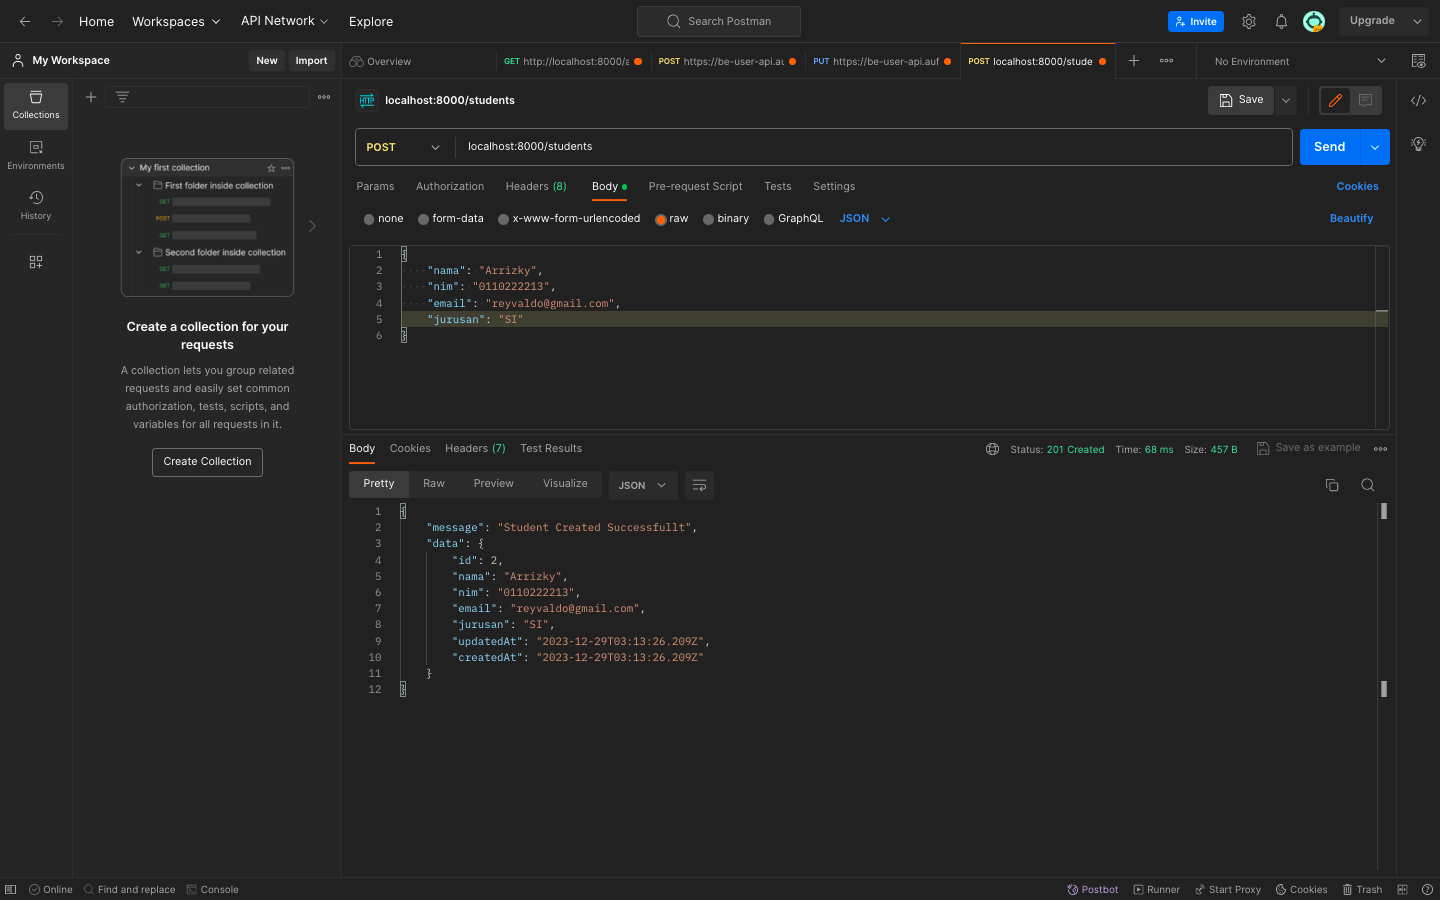 Home Workspaces API Network Explore Search Postman Invite Upgrade
My Workspace New Import Overview GET http://localhost:8000/a POST https://be-user-api.au PUT https://be-user-api.auf POST localhost:8000/stude No Environment
Collections
Environments
History
My first collection
First folder inside collection
GET
POST
GET
Second folder inside collection
GET
GET
Create a collection for your
requests
A collection lets you group related
requests and easily set common
authorization, tests, scripts, and
variables for all requests in it.
Create Collection
HTTP localhost:8000/students Save
POST localhost:8000/students Send
Params Authorization Headers (8) Body Pre-request Script Tests Settings Cookies
none form-data x-www-form-urlencoded raw binary GraphQL JSON Beautify
1 {
2 "nama": "Arrizky",
3 "nim": "0110222213",
4 "email": "reyvaldo@gmail.com",
5 "jurusan": "SI"
6 }
Body Cookies Headers (7) Test Results Status: 201 Created Time: 68 ms Size: 457 B Save as example
Pretty Raw Preview Visualize JSON
1 {
2 "message": "Student Created Successfullt",
3 "data": {
4 "id": 2,
5 "nama": "Arrizky",
6 "nim": "0110222213",
7 "email": "reyvaldo@gmail.com",
8 "jurusan": "SI",
9 "updatedAt": "2023-12-29T03:13:26.209Z",
10 "createdAt": "2023-12-29T03:13:26.209Z"
11 }
12 }
Online Find and replace Console Postbot Runner Start Proxy Cookies Trash